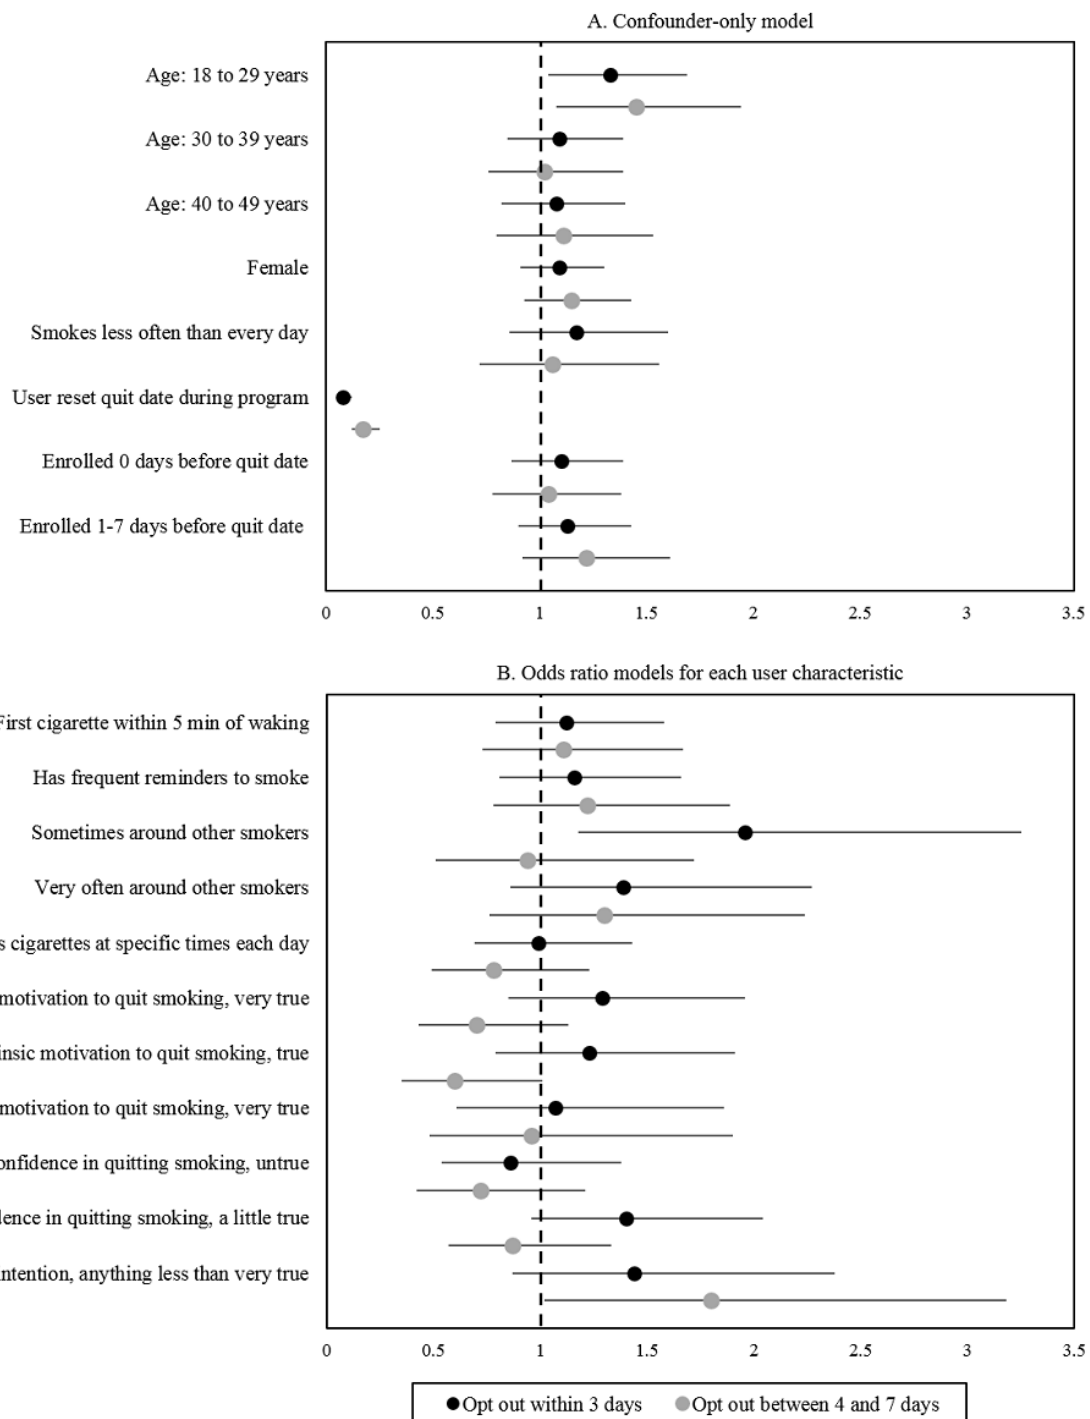 A. Confounder-only model
Age: 18 to 29 years
Age: 30 to 39 years
Age: 40 to 49 years
Female
Smokes less often than every day
User reset quit date during program
Enrolled 0 days before quit date
Enrolled 1-7 days before quit date
0 0.5 1 1.5 2 2.5 3 3.5
B. Odds ratio models for each user characteristic
First cigarette within 5 min of waking
Has frequent reminders to smoke
Sometimes around other smokers
Very often around other smokers
cigarettes at specific times each day
motivation to quit smoking, very true
motivation to quit smoking, true
motivation to quit smoking, very true
in quitting smoking, untrue
in quitting smoking, a little true
intention, anything less than very true
0 0.5 1 1.5 2 2.5 3 3.5
Opt out within 3 days Opt out between 4 and 7 days